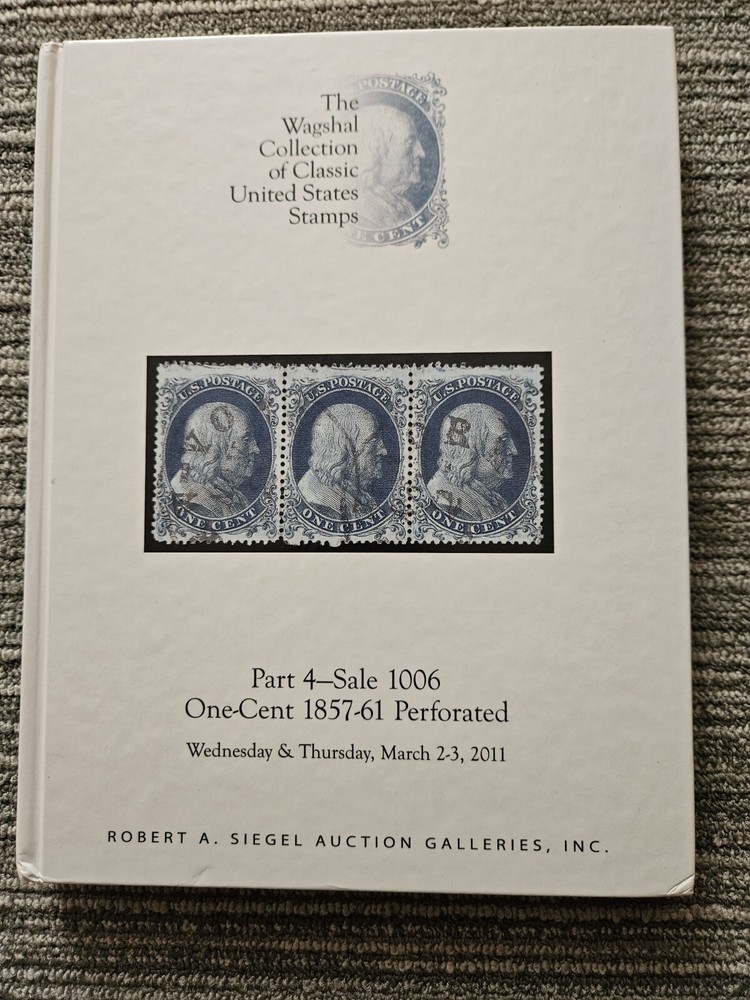 The
Wagshal
Collection
of Classic
United States
Stamps
POSTAGE
E CENT
U.S. POSTAGE
U.S. POSTAGE
U.S. POSTAGE
VO
R
ONE CENT
ONE CENT
ONE CENT
Part 4–Sale 1006
One-Cent 1857-61 Perforated
Wednesday & Thursday, March 2-3, 2011
ROBERT A. SIEGEL AUCTION GALLERIES, INC.